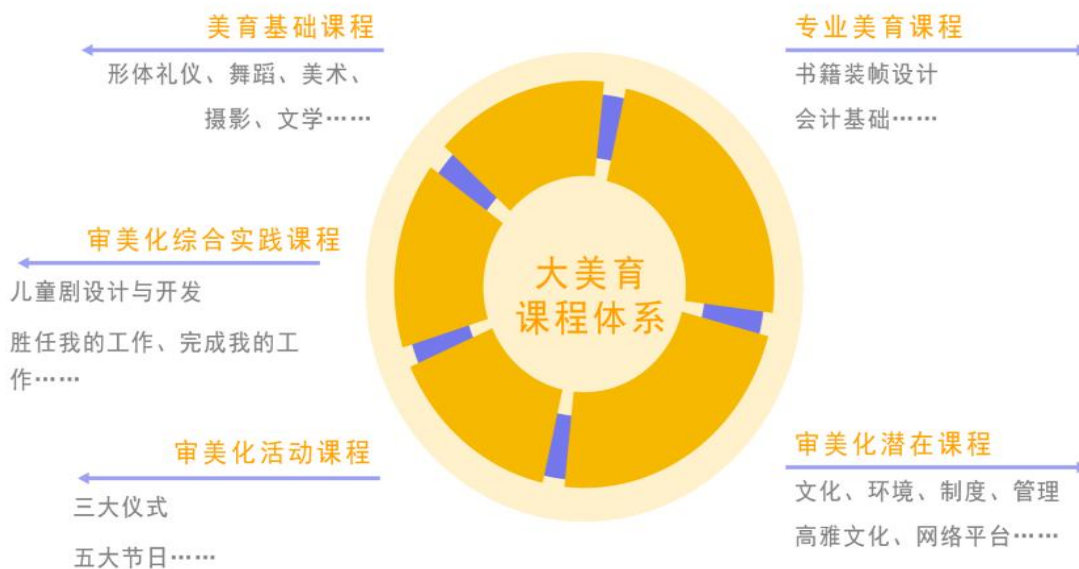 美育基础课程
形体礼仪、舞蹈、美术、
摄影、文学……
专业美育课程
书籍装帧设计
会计基础……
审美化综合实践课程
儿童剧设计与开发
胜任我的工作、完成我的工
作……
大美育
课程体系
审美化活动课程
三大仪式
五大节日……
审美化潜在课程
文化、环境、制度、管理
高雅文化、网络平台……